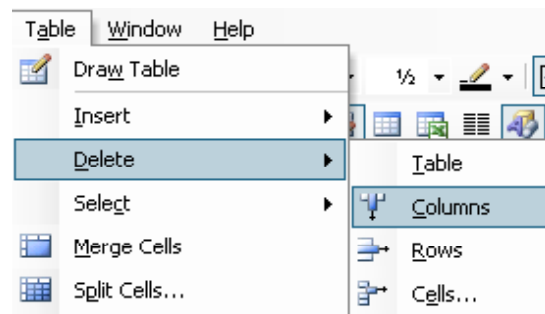 Table Window Help
Draw Table
½
Insert
Delete
Table
Select
Columns
Merge Cells
Rows
Split Cells...
Cells...